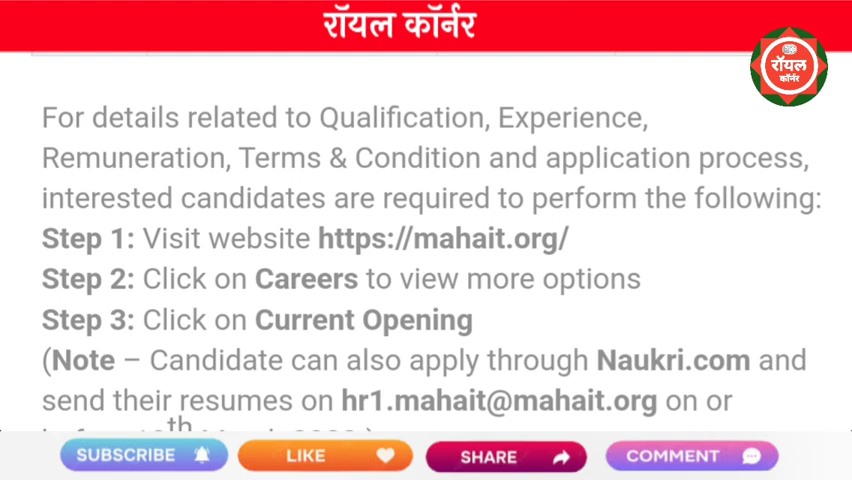 रॉयल कॉर्नर
रॉयल
कॉर्नर
For details related to Qualification, Experience,
Remuneration, Terms & Condition and application process,
interested candidates are required to perform the following:
Step 1: Visit website https://mahait.org/
Step 2: Click on Careers to view more options
Step 3: Click on Current Opening
(Note – Candidate can also apply through Naukri.com and
send their resumes on hr1.mahait@mahait.org on or
th
SUBSCRIBE LIKE SHARE COMMENT